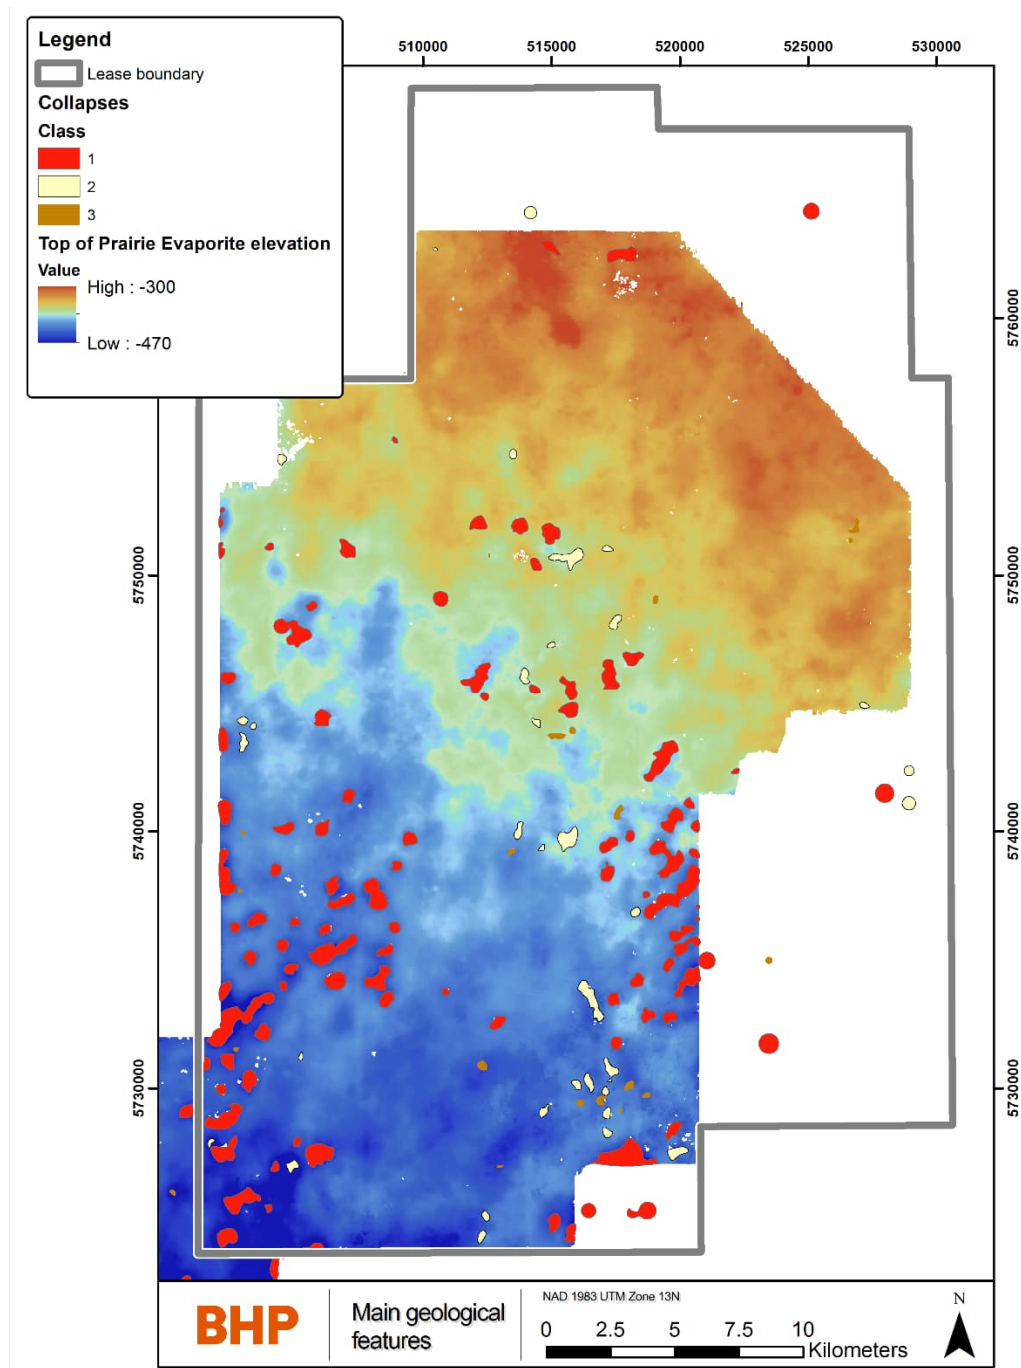 Legend
Lease boundary
Collapses
Class
1
2
3
Top of Prairie Evaporite elevation
Value
High : -300
Low : -470
510000 515000 520000 525000 530000
5760000
5750000
5740000
5730000
5760000
5750000
5740000
5730000
BHP
Main geological
features
NAD 1983 UTM Zone 13N
0 2.5 5 7.5 10
Kilometers
N